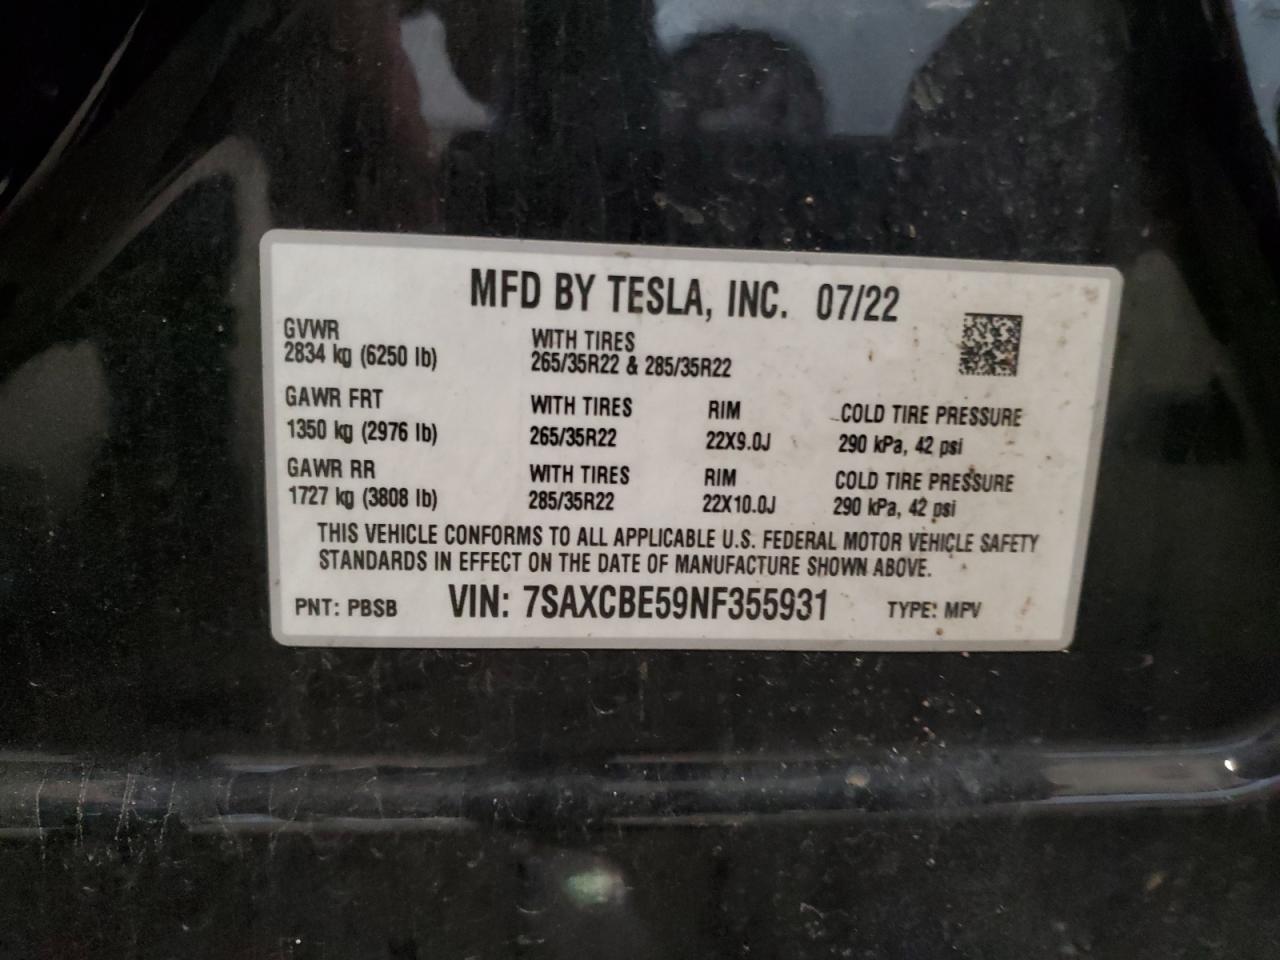 MFD BY TESLA, INC. 07/22
GVWR
2834 kg (6250 lb)
WITH TIRES
265/35R22 & 285/35R22
GAWR FRT
1350 kg (2976 lb)
WITH TIRES
265/35R22
RIM
22X9.0J
COLD TIRE PRESSURE
290 kPa, 42 psi
GAWR RR
1727 kg (3808 lb)
WITH TIRES
285/35R22
RIM
22X10.0J
COLD TIRE PRESSURE
290 kPa, 42 psi
THIS VEHICLE CONFORMS TO ALL APPLICABLE U.S. FEDERAL MOTOR VEHICLE SAFETY
STANDARDS IN EFFECT ON THE DATE OF MANUFACTURE SHOWN ABOVE.
PNT: PBSB VIN: 7SAXCBE59NF355931 TYPE: MPV